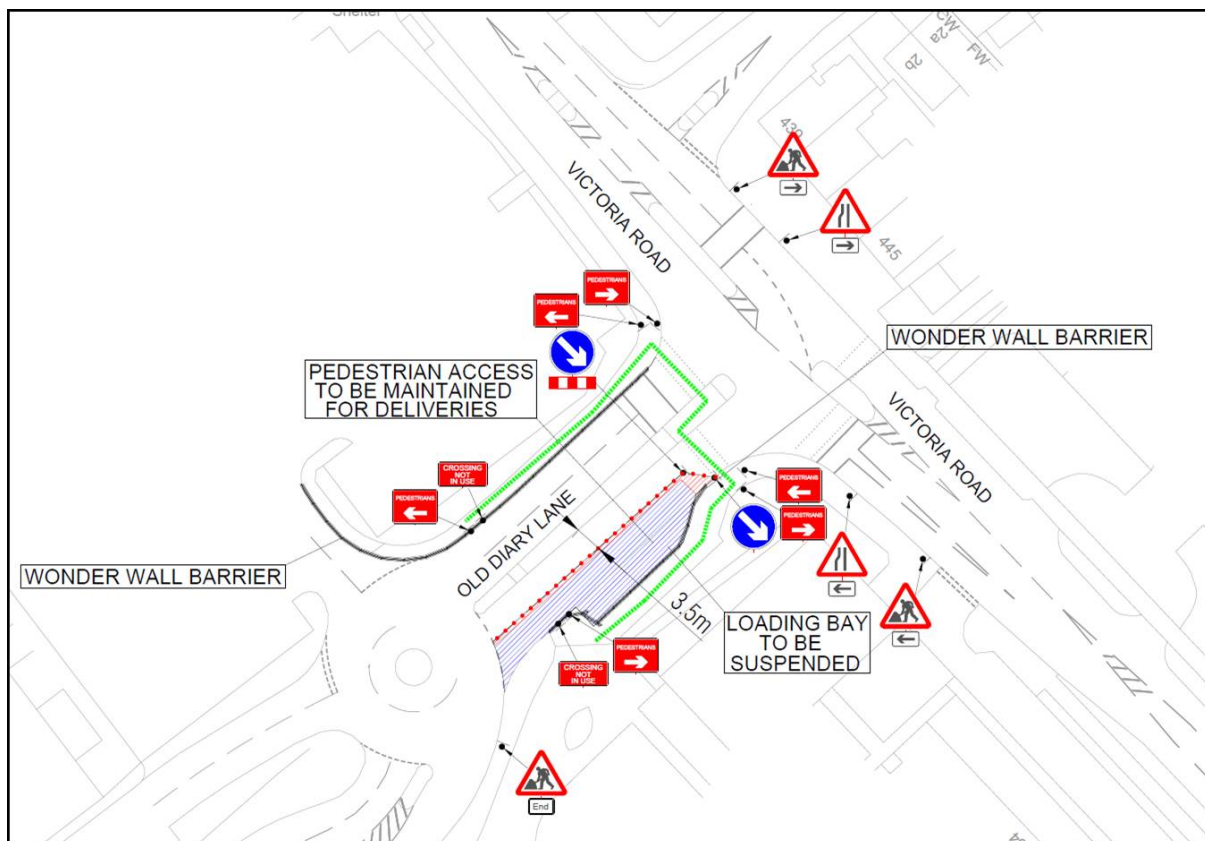 Shelter
CW
2a
FW
2b
439
445
VICTORIA ROAD
PEDESTRIANS
PEDESTRIANS
WONDER WALL BARRIER
PEDESTRIAN ACCESS
TO BE MAINTAINED
FOR DELIVERIES
VICTORIA ROAD
CROSSING
NOT
IN USE
PEDESTRIANS
PEDESTRIANS
PEDESTRIANS
OLD DIARY LANE
WONDER WALL BARRIER
3.5m
LOADING BAY
TO BE
SUSPENDED
PEDESTRIANS
CROSSING
NOT
IN USE
End